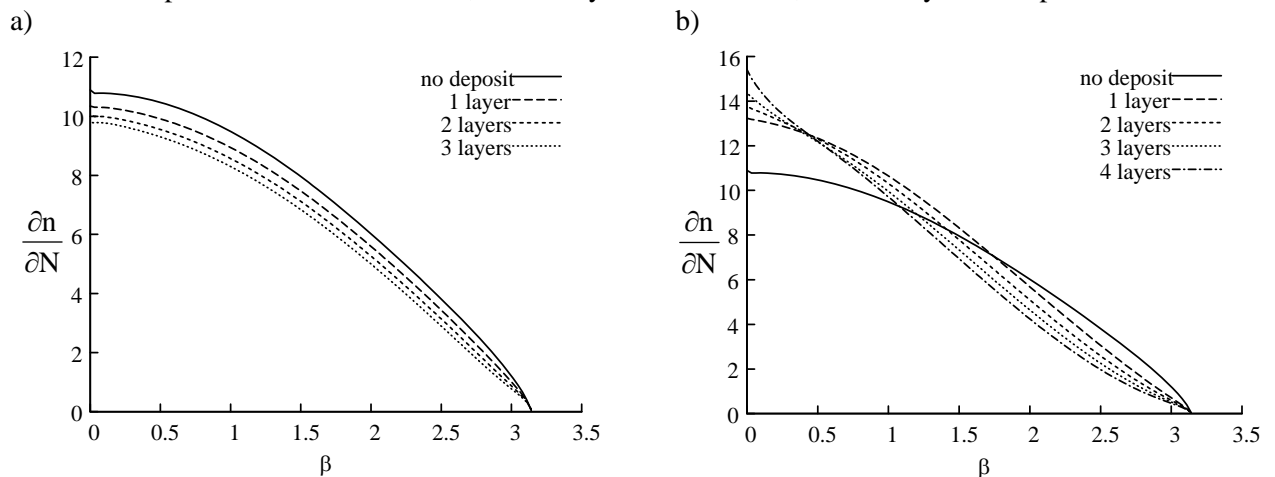 a)
12
10
8
6
4
2
0
∂n
∂N
no deposit
1 layer
2 layers
3 layers
0 0.5 1 1.5 2 2.5 3 3.5
β
b)
16
14
12
10
8
6
4
2
0
∂n
∂N
no deposit
1 layer
2 layers
3 layers
4 layers
0 0.5 1 1.5 2 2.5 3 3.5
β